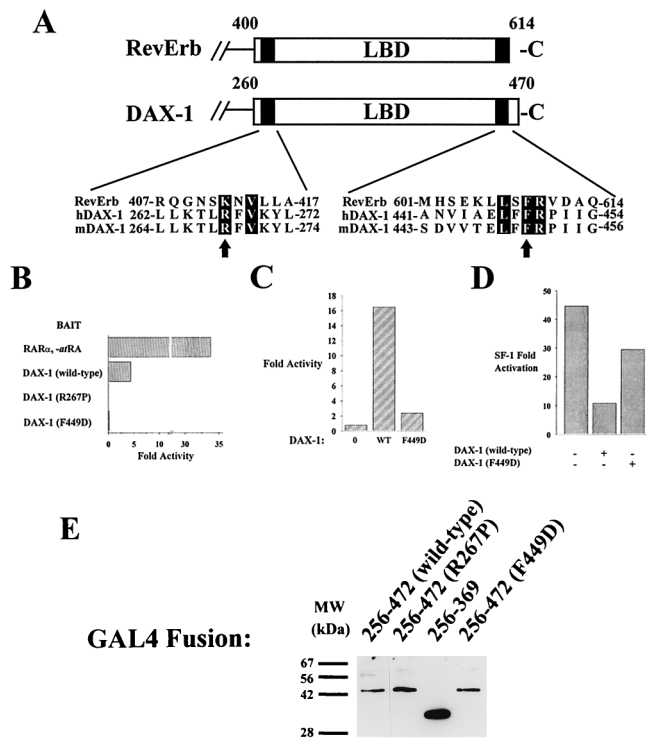 A
400
614
RevErb
LBD
-C
260
470
DAX-1
LBD
-C
RevErb 407-R Q G N S K N V L L A-417
hDAX-1 262-L L K T L R F V K Y L-272
mDAX-1 264-L L K T L R F V K Y L-274
RevErb 601-M H S E K L L S F R V D A Q-614
hDAX-1 441-A N V I A E L F F R P I I G-454
mDAX-1 443-S D V V T E L F F R P I I G-456
B
BAIT
RARα, -atRA
DAX-1 (wild-type)
DAX-1 (R267P)
DAX-1 (F449D)
0 5 10 30 35
Fold Activity
C
18
16
14
12
10
8
6
4
2
0
Fold Activity
DAX-1: 0 WT F449D
D
50
40
30
20
10
0
SF-1 Fold
Activation
DAX-1 (wild-type) - + -
DAX-1 (F449D) - - +
E
256-472 (wild-type)
256-472 (R267P)
256-369
256-472 (F449D)
MW
(kDa)
GAL4 Fusion:
67
56
42
28